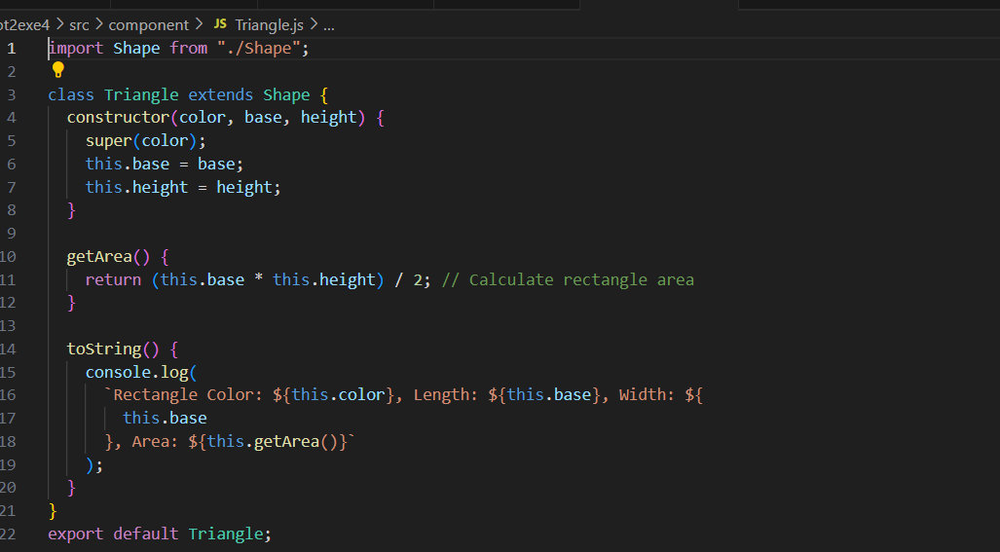 ot2exe4 > src > component > JS Triangle.js > ...
1 import Shape from "./Shape";
2
3 class Triangle extends Shape {
4 constructor(color, base, height) {
5 super(color);
6 this.base = base;
7 this.height = height;
8 }
9
10 getArea() {
11 return (this.base * this.height) / 2; // Calculate rectangle area
12 }
13
14 toString() {
15 console.log(
16 `Rectangle Color: ${this.color}, Length: ${this.base}, Width: ${
17 this.base
18 }, Area: ${this.getArea()}`
19 );
20 }
21 }
22 export default Triangle;